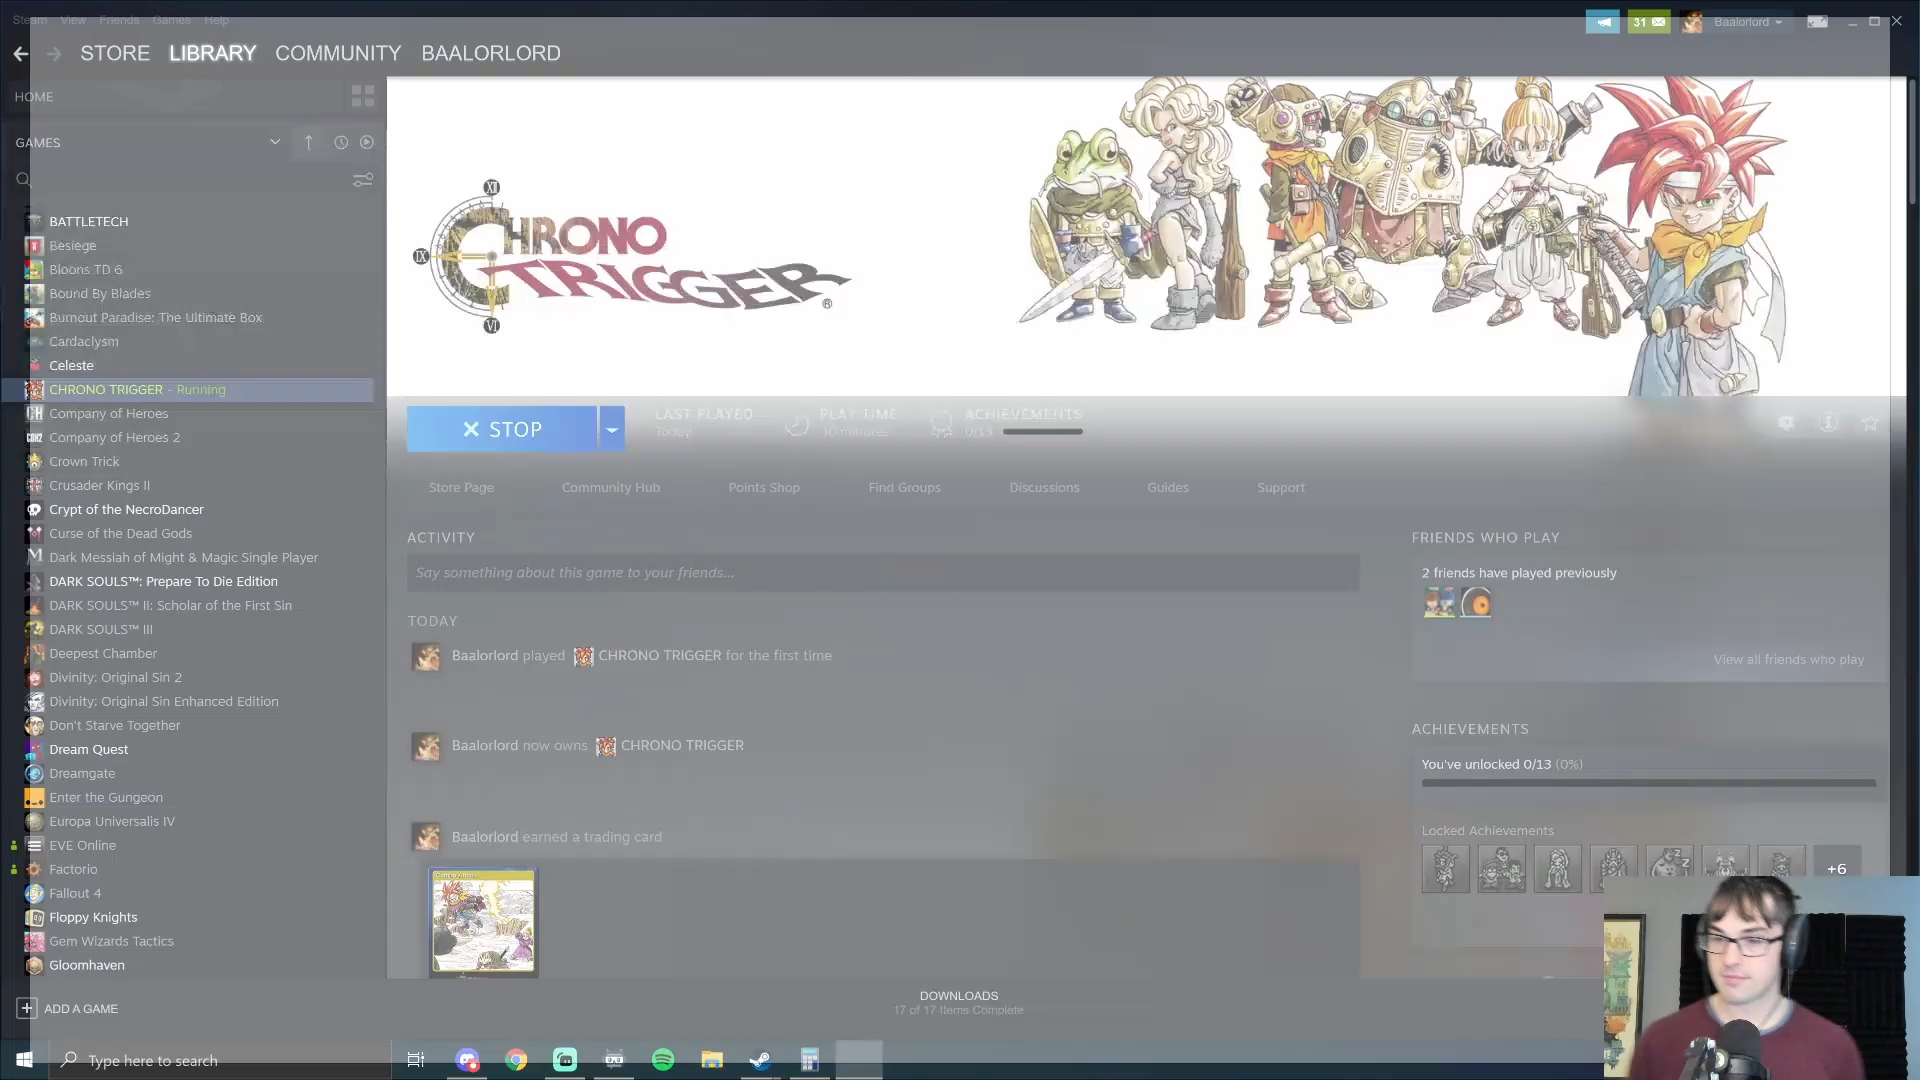 Steam View Friends Games Help
31
Baalorlord
STORE LIBRARY COMMUNITY BAALORLORD
HOME
GAMES
BATTLETECH
Besiege
Bloons TD 6
Bound By Blades
Burnout Paradise: The Ultimate Box
Cardaclysm
Celeste
CHRONO TRIGGER - Running
Company of Heroes
Company of Heroes 2
Crown Trick
Crusader Kings II
Crypt of the NecroDancer
Curse of the Dead Gods
Dark Messiah of Might & Magic Single Player
DARK SOULS™: Prepare To Die Edition
DARK SOULS™ II: Scholar of the First Sin
DARK SOULS™ III
Deepest Chamber
Divinity: Original Sin 2
Divinity: Original Sin Enhanced Edition
Don't Starve Together
Dream Quest
Dreamgate
Enter the Gungeon
Europa Universalis IV
EVE Online
Factorio
Fallout 4
Floppy Knights
Gem Wizards Tactics
Gloomhaven
ADD A GAME
XII
IX
VI
CHRONO
TRIGGER
®
STOP
LAST PLAYED
Today
PLAY TIME
10 minutes
ACHIEVEMENTS
0/13
Store Page Community Hub Points Shop Find Groups Discussions Guides Support
ACTIVITY
Say something about this game to your friends...
TODAY
Baalorlord played CHRONO TRIGGER for the first time
Baalorlord now owns CHRONO TRIGGER
Baalorlord earned a trading card
FRIENDS WHO PLAY
2 friends have played previously
View all friends who play
ACHIEVEMENTS
You've unlocked 0/13 (0%)
Locked Achievements
+6
DOWNLOADS
17 of 17 Items Complete
Type here to search